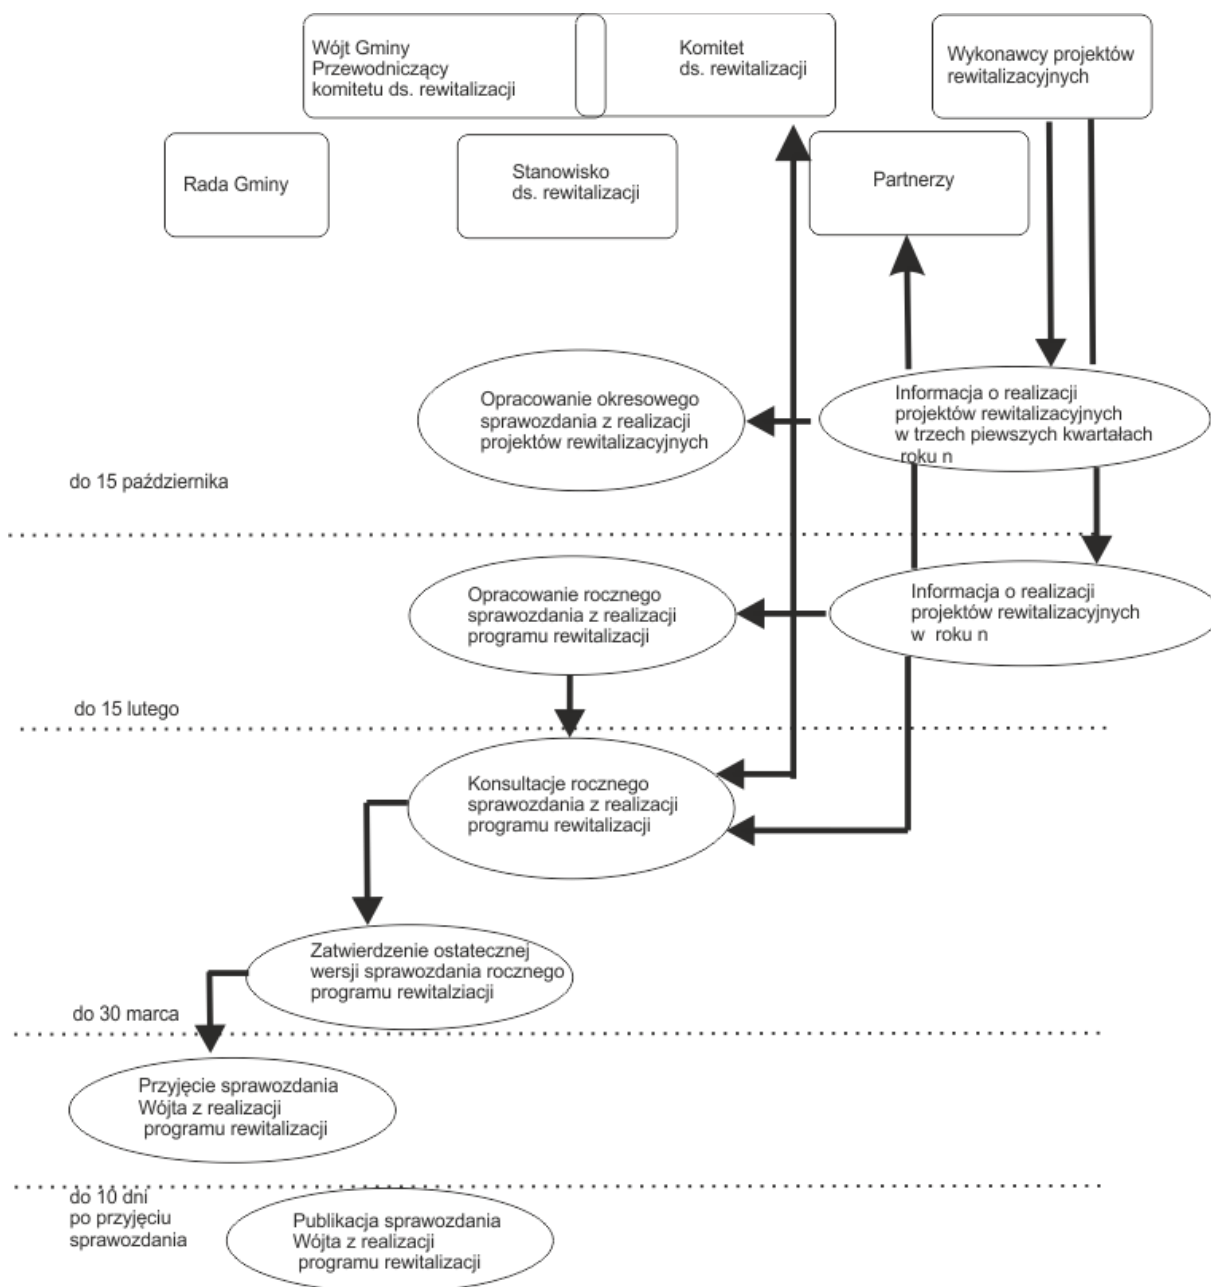 Wójt Gminy
Przewodniczący
komitetu ds. rewitalizacji
Komitet
ds. rewitalizacji
Wykonawcy projektów
rewitalizacyjnych
Rada Gminy
Stanowisko
ds. rewitalizacji
Partnerzy
Opracowanie okresowego
sprawozdania z realizacji
projektów rewitalizacyjnych
Informacja o realizacji
projektów rewitalizacyjnych
w trzech piewszych kwartałach
roku n
do 15 października
Opracowanie rocznego
sprawozdania z realizacji
programu rewitalizacji
Informacja o realizacji
projektów rewitalizacyjnych
w roku n
do 15 lutego
Konsultacje rocznego
sprawozdania z realizacji
programu rewitalizacji
Zatwierdzenie ostatecznej
wersji sprawozdania rocznego
programu rewitalziacji
do 30 marca
Przyjęcie sprawozdania
Wójta z realizacji
programu rewitalizacji
do 10 dni
po przyjęciu
sprawozdania
Publikacja sprawozdania
Wójta z realizacji
programu rewitalizacji